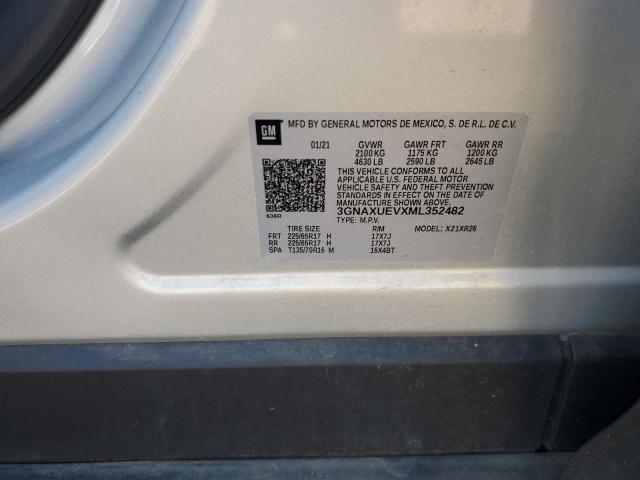 GM
MFD BY GENERAL MOTORS DE MEXICO, S. DE R.L. DE C.V.
01/21 GVWR GAWR FRT GAWR RR
2100 KG 1175 KG 1200 KG
4630 LB 2590 LB 2645 LB
THIS VEHICLE CONFORMS TO ALL
APPLICABLE U.S. FEDERAL MOTOR
VEHICLE SAFETY AND THEFT PREVENTION
STANDARDS IN EFFECT ON THE DATE OF
MANUFACTURE SHOWN ABOVE.
3GNAXUEVXML352482
636R TYPE: M.P.V.
TIRE SIZE RIM MODEL: X21XR26
FRT 225/65R17 H 17X7J
RR 225/65R17 H 17X7J
SPA T135/70R16 M 16X4BT